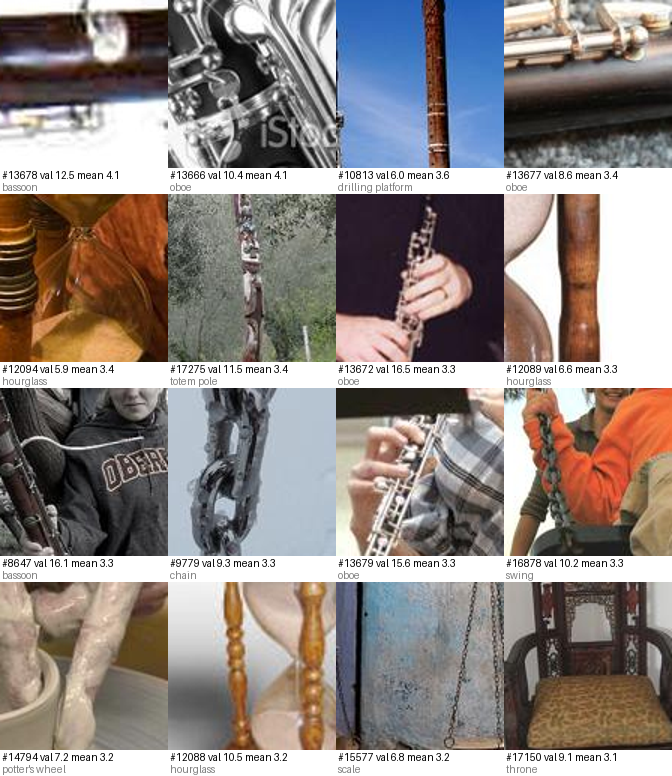 iStoc
#13678 val 12.5 mean 4.1
bassoon
#13666 val 10.4 mean 4.1
oboe
#10813 val 6.0 mean 3.6
drilling platform
#13677 val 8.6 mean 3.4
oboe
#12094 val 5.9 mean 3.4
hourglass
#17275 val 11.5 mean 3.4
totem pole
#13672 val 16.5 mean 3.3
oboe
#12089 val 6.6 mean 3.3
hourglass
OBER
#8647 val 16.1 mean 3.3
bassoon
#9779 val 9.3 mean 3.3
chain
#13679 val 15.6 mean 3.3
oboe
#16878 val 10.2 mean 3.3
swing
#14794 val 7.2 mean 3.2
potter's wheel
#12088 val 10.5 mean 3.2
hourglass
#15577 val 6.8 mean 3.2
scale
#17150 val 9.1 mean 3.1
throne